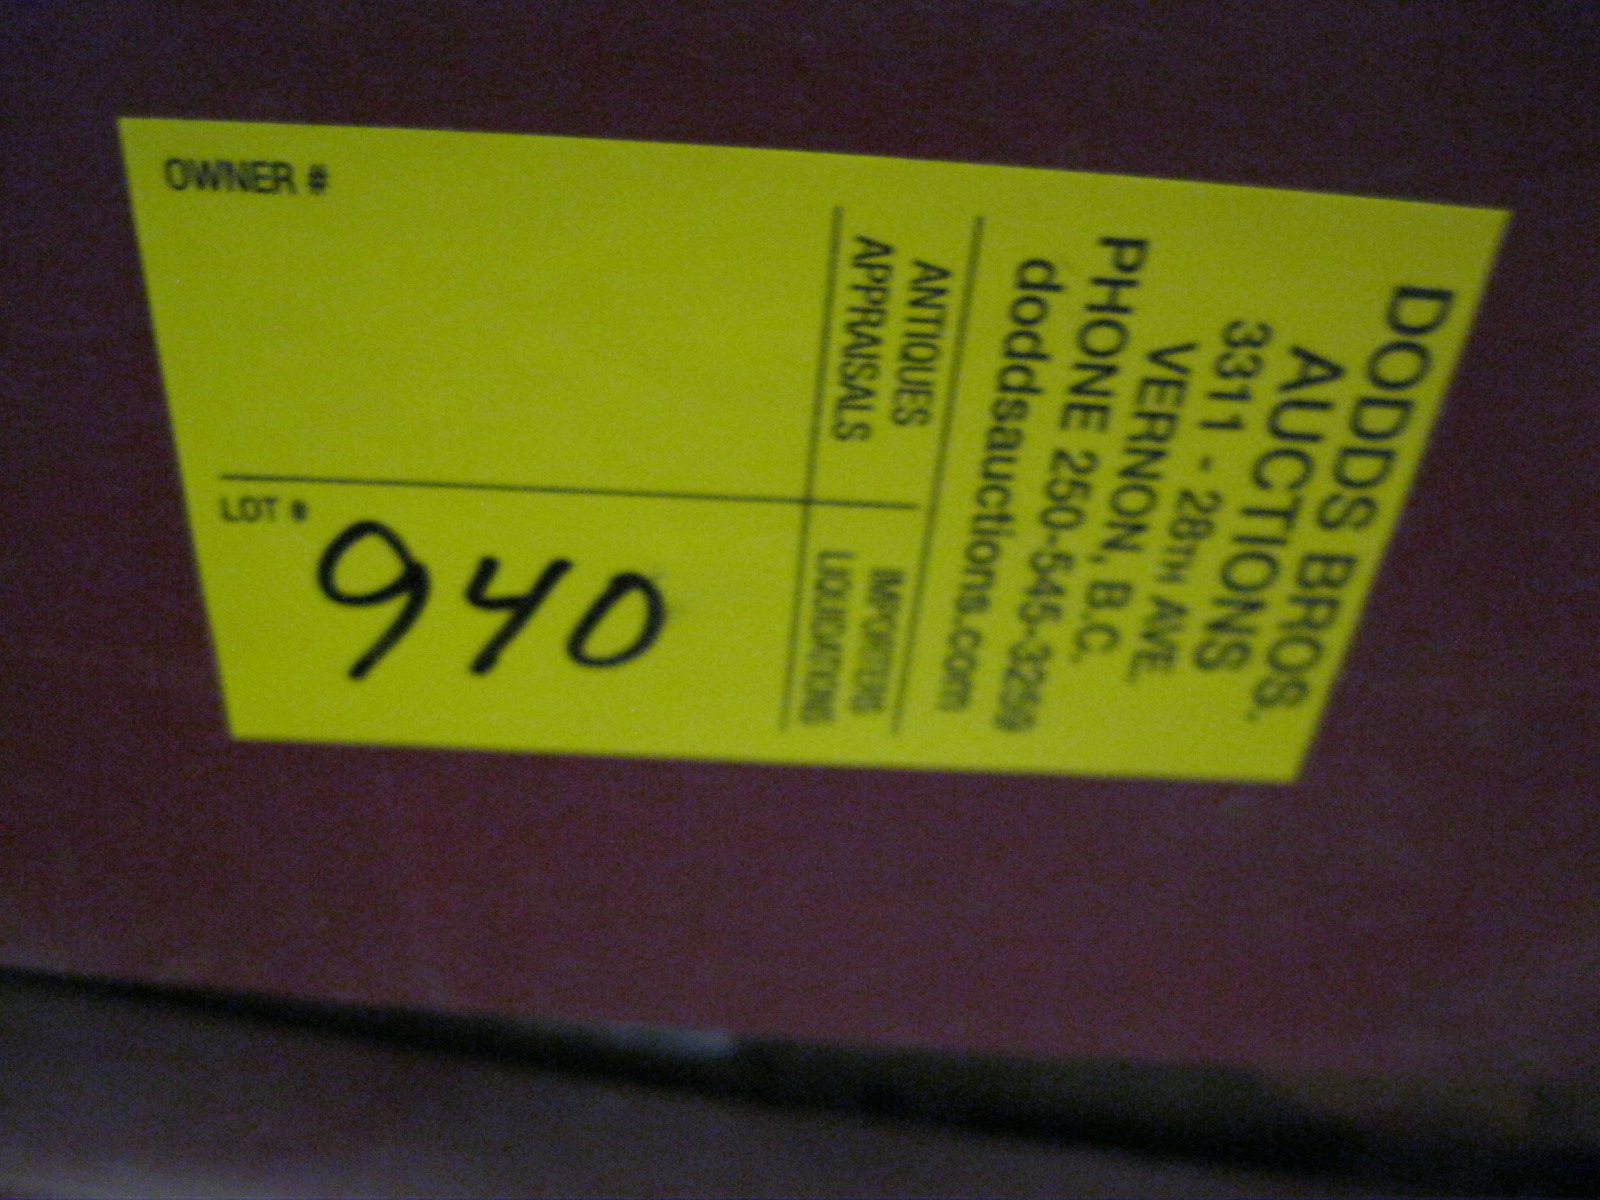 DODDS BROS.
AUCTIONS
3311 - 28TH AVE.
VERNON, B.C.
PHONE 250-545-3259
doddsauctions.com
ANTIQUES IMPORTERS
APPRAISALS LIQUIDATIONS
OWNER #
LOT #
940